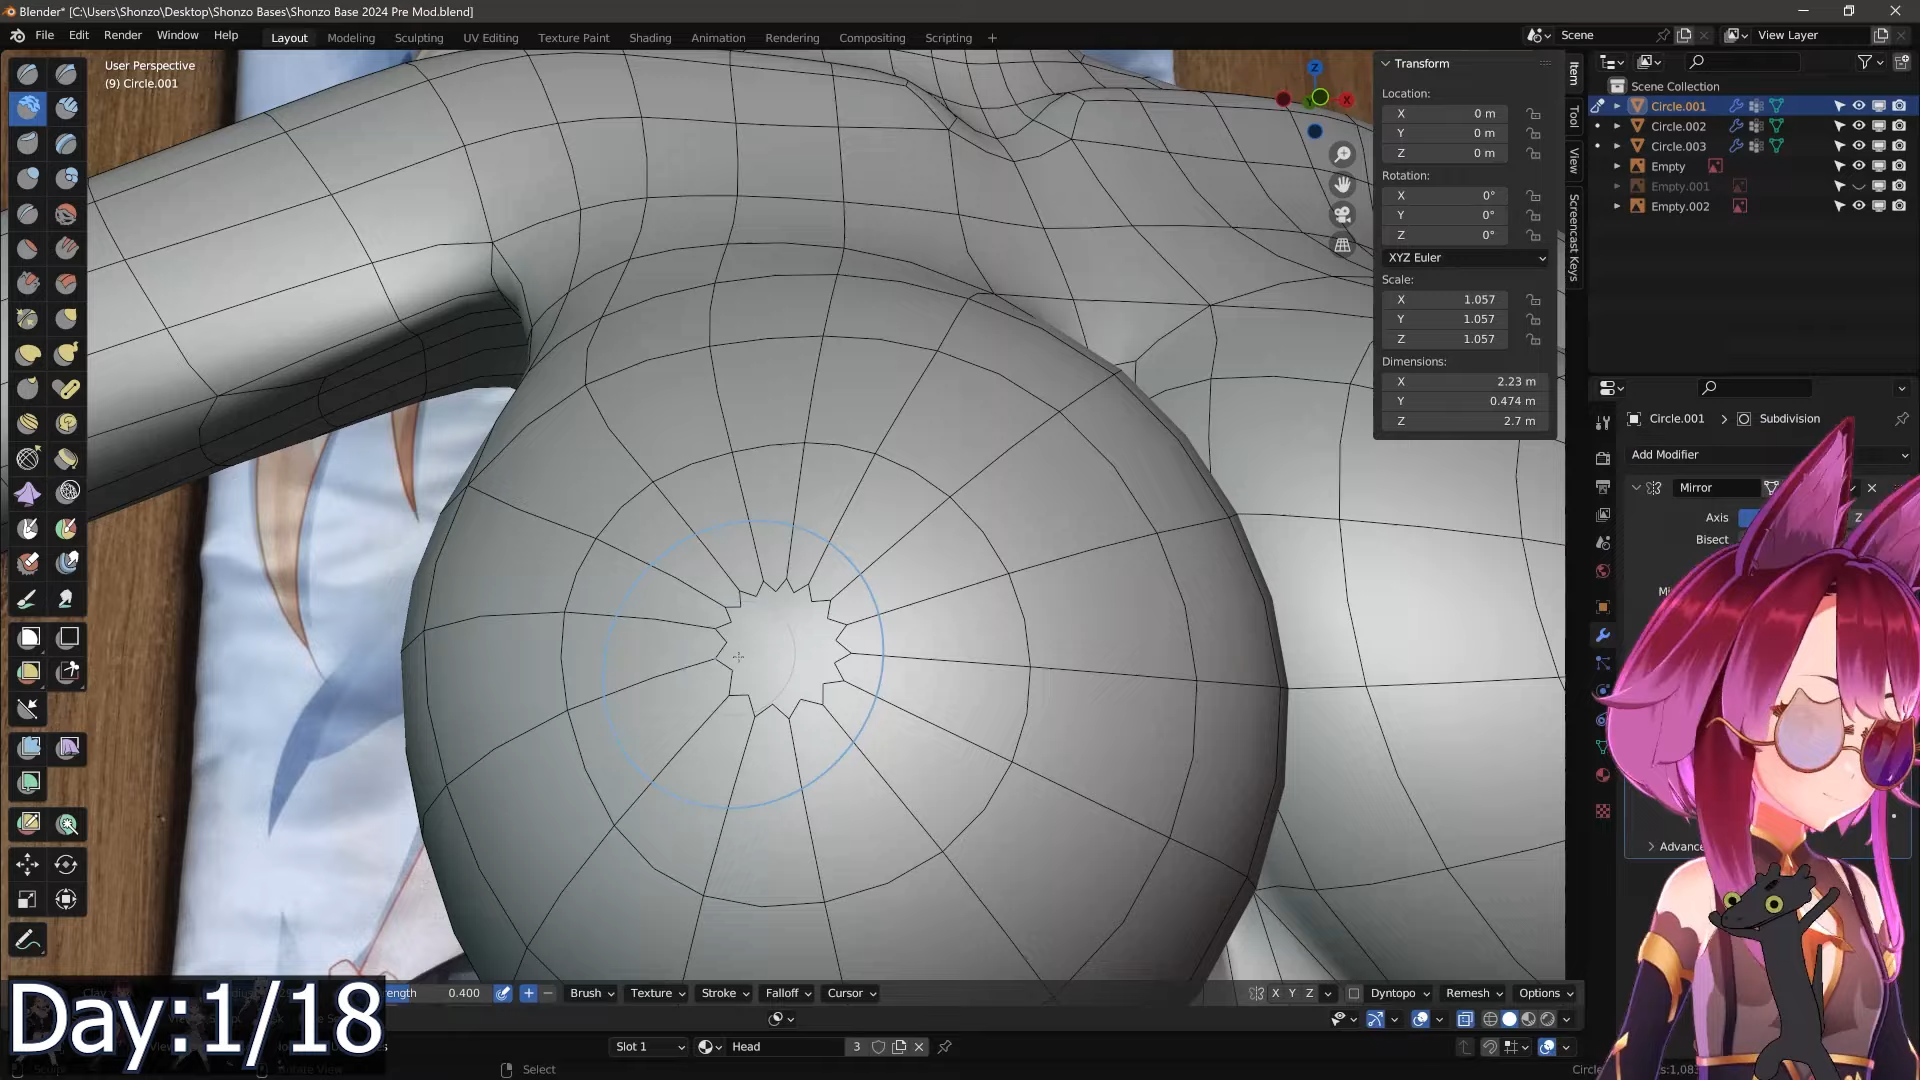 Blender* [C:\Users\Shonzo\Desktop\Shonzo Bases\Shonzo Base 2024 Pre Mod.blend]
File Edit Render Window Help
Layout Modeling Sculpting UV Editing Texture Paint Shading Animation Rendering Compositing Scripting +
Scene
View Layer
User Perspective
(9) Circle.001
Z
X
Y
Transform
Location:
X 0 m
Y 0 m
Z 0 m
Rotation:
X 0°
Y 0°
Z 0°
XYZ Euler
Scale:
X 1.057
Y 1.057
Z 1.057
Dimensions:
X 2.23 m
Y 0.474 m
Z 2.7 m
Item
Tool
View
Screencast Keys
Scene Collection
Circle.001
Circle.002
Circle.003
Empty
Empty.001
Empty.002
Circle.001 > Subdivision
Add Modifier
Mirror
Axis
Z
Bisect
Day:1/18
0.400
Brush
Texture
Stroke
Falloff
Cursor
X Y Z
Dyntopo
Remesh
Options
Slot 1
Head
3
Select